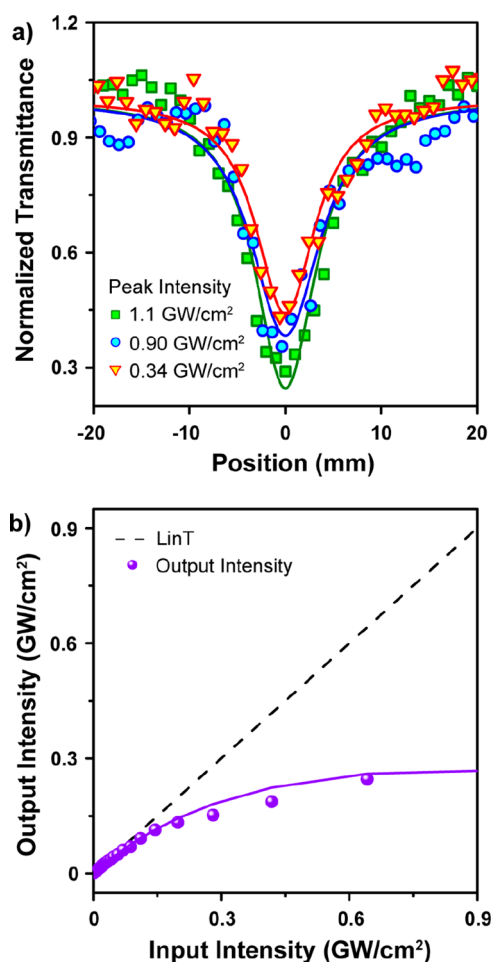 a)
1.2
0.9
0.6
0.3
Normalized Transmittance
Peak Intensity
1.1 GW/cm²
0.90 GW/cm²
0.34 GW/cm²
-20 -10 0 10 20
Position (mm)
b)
0.9
0.6
0.3
0
Output Intensity (GW/cm²)
LinT
Output Intensity
0 0.3 0.6 0.9
Input Intensity (GW/cm²)